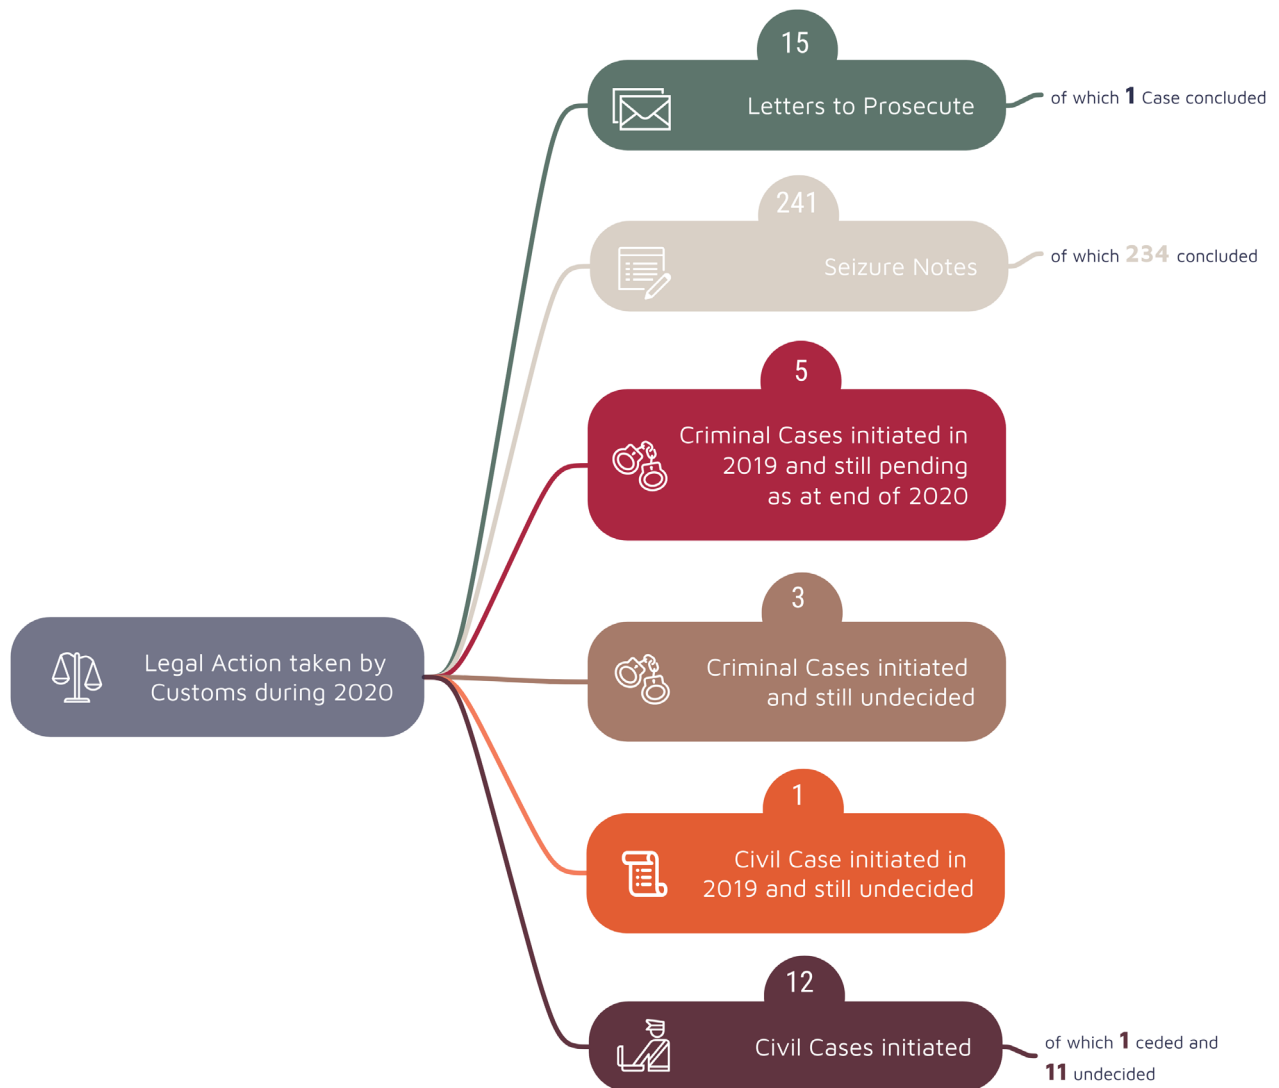 15
Letters to Prosecute
of which 1 Case concluded
241
Seizure Notes
of which 234 concluded
5
Criminal Cases initiated in
2019 and still pending
as at end of 2020
3
Criminal Cases initiated
and still undecided
Legal Action taken by
Customs during 2020
1
Civil Case initiated in
2019 and still undecided
12
Civil Cases initiated
of which 1 ceded and
11 undecided